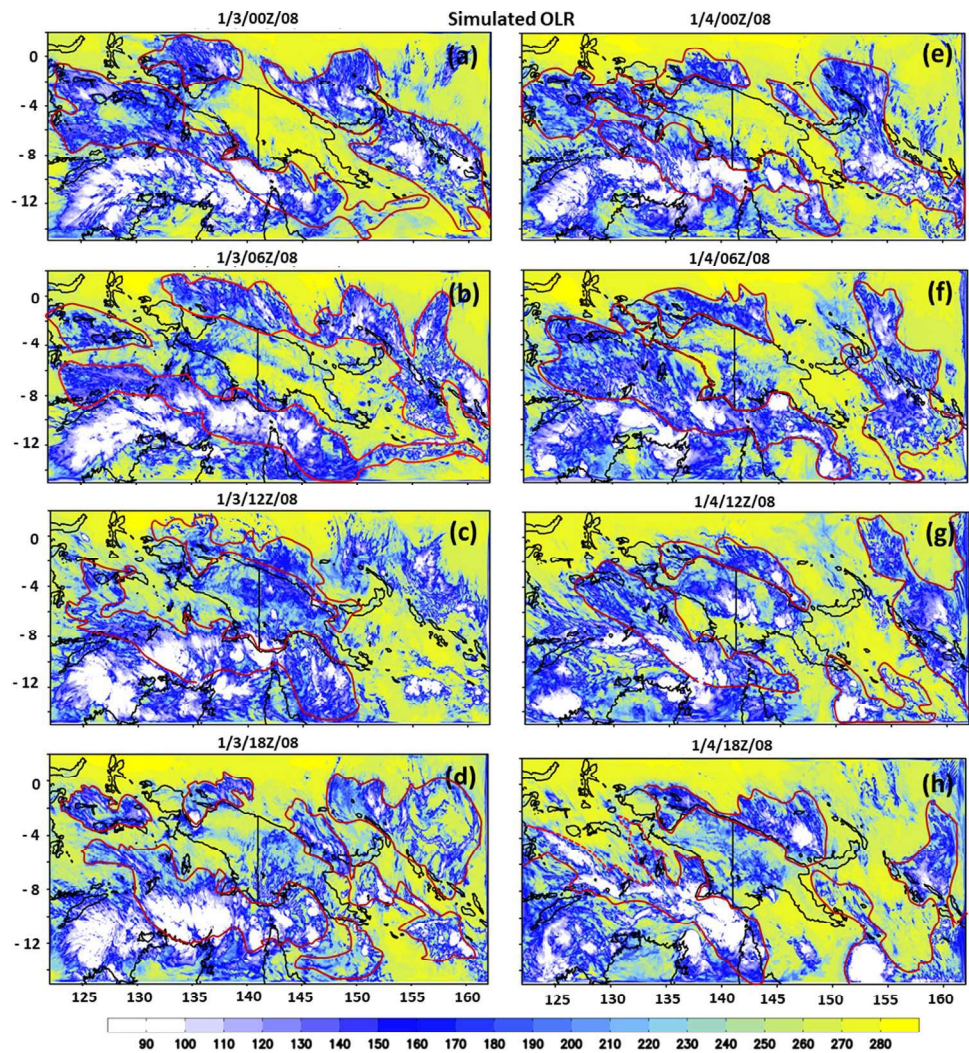 1/3/00Z/08 Simulated OLR 1/4/00Z/08
(a) (e)
0
- 4
- 8
- 12
1/3/06Z/08 1/4/06Z/08
(b) (f)
0
- 4
- 8
- 12
1/3/12Z/08 1/4/12Z/08
(c) (g)
0
- 4
- 8
- 12
1/3/18Z/08 1/4/18Z/08
(d) (h)
0
- 4
- 8
- 12
125 130 135 140 145 150 155 160 125 130 135 140 145 150 155 160
90 100 110 120 130 140 150 160 170 180 190 200 210 220 230 240 250 260 270 280